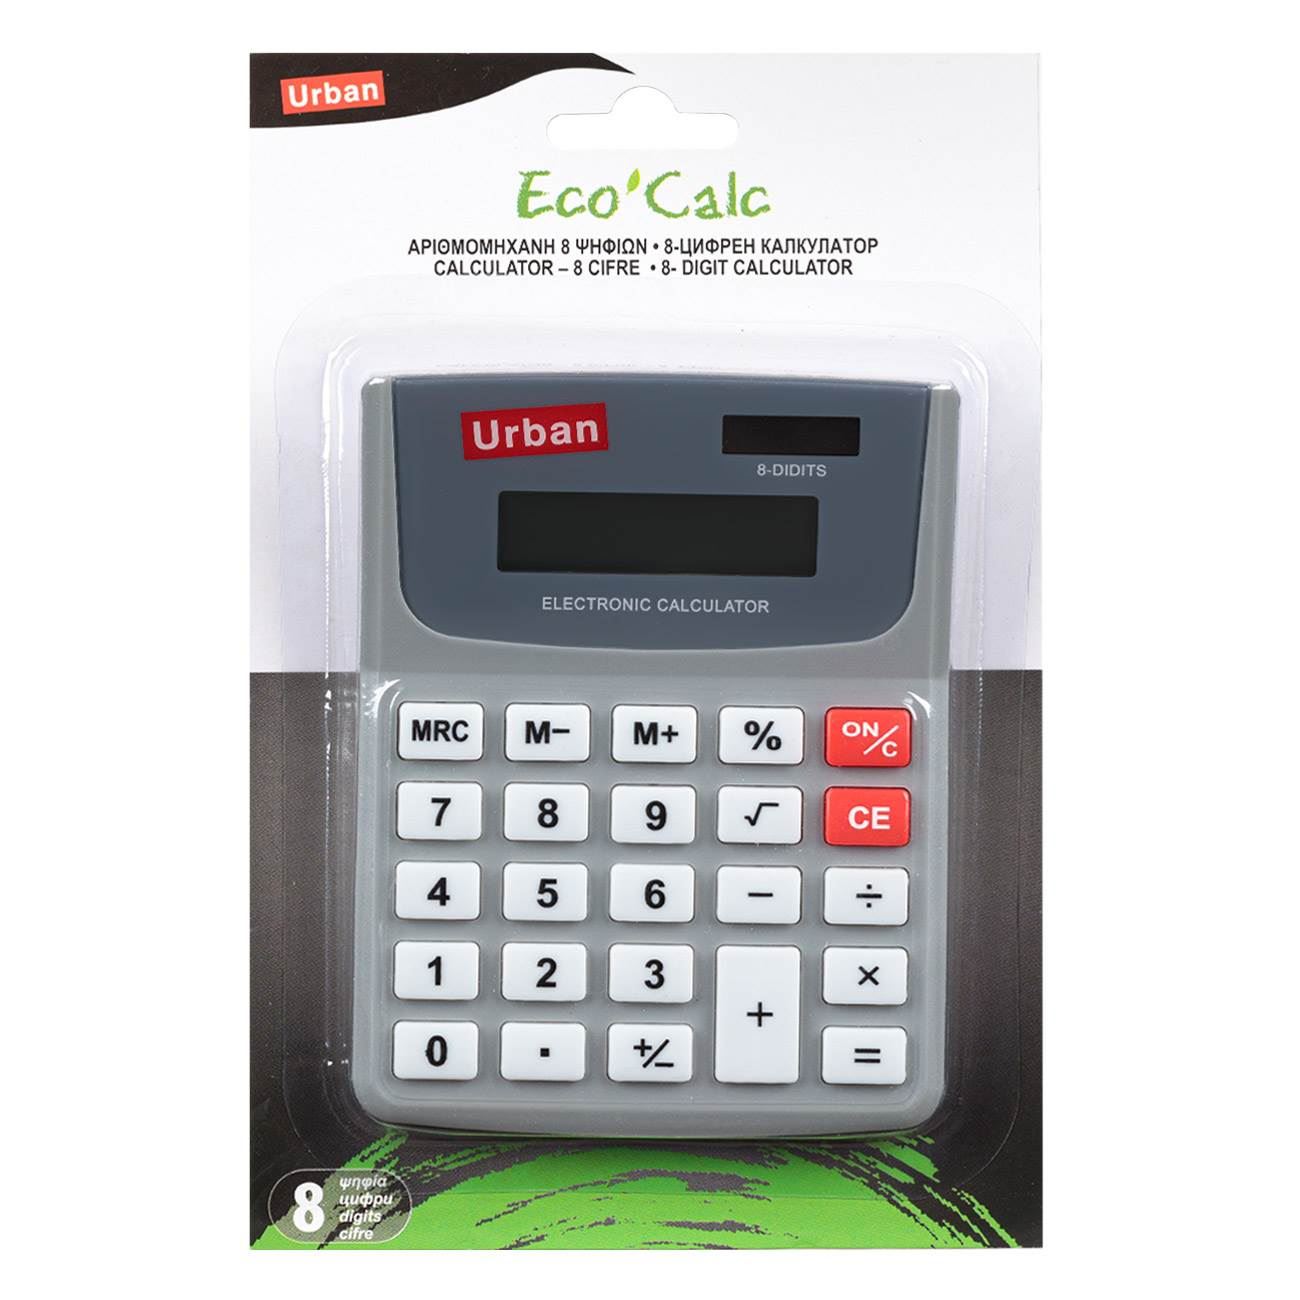 Urban
Eco'Calc
ΑΡΙΘΜΟΜΗΧΑΝΗ 8 ΨΗΦΙΩΝ • 8-ЦИФРЕН КАЛКУЛАТОР
CALCULATOR – 8 CIFRE • 8- DIGIT CALCULATOR
Urban
8-DIDITS
ELECTRONIC CALCULATOR
MRC M− M+ % ON/C
7 8 9 √ CE
4 5 6 − ÷
1 2 3 + ×
0 . +/− =
8 ψηφία
цифри
digits
cifre